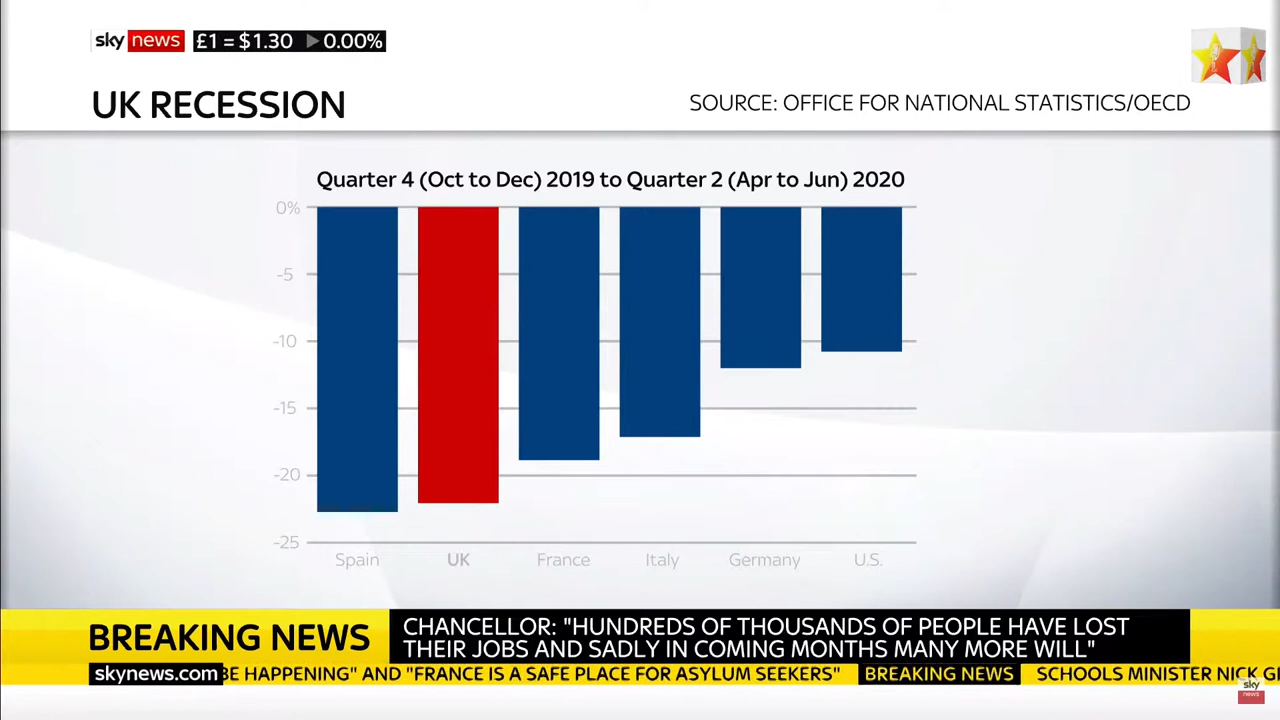 sky news £1 = $1.30 0.00%
UK RECESSION
SOURCE: OFFICE FOR NATIONAL STATISTICS/OECD
Quarter 4 (Oct to Dec) 2019 to Quarter 2 (Apr to Jun) 2020
0%
-5
-10
-15
-20
-25
Spain UK France Italy Germany U.S.
BREAKING NEWS
CHANCELLOR: "HUNDREDS OF THOUSANDS OF PEOPLE HAVE LOST
THEIR JOBS AND SADLY IN COMING MONTHS MANY MORE WILL"
skynews.com BE HAPPENING" AND "FRANCE IS A SAFE PLACE FOR ASYLUM SEEKERS" BREAKING NEWS SCHOOLS MINISTER NICK
sky
news